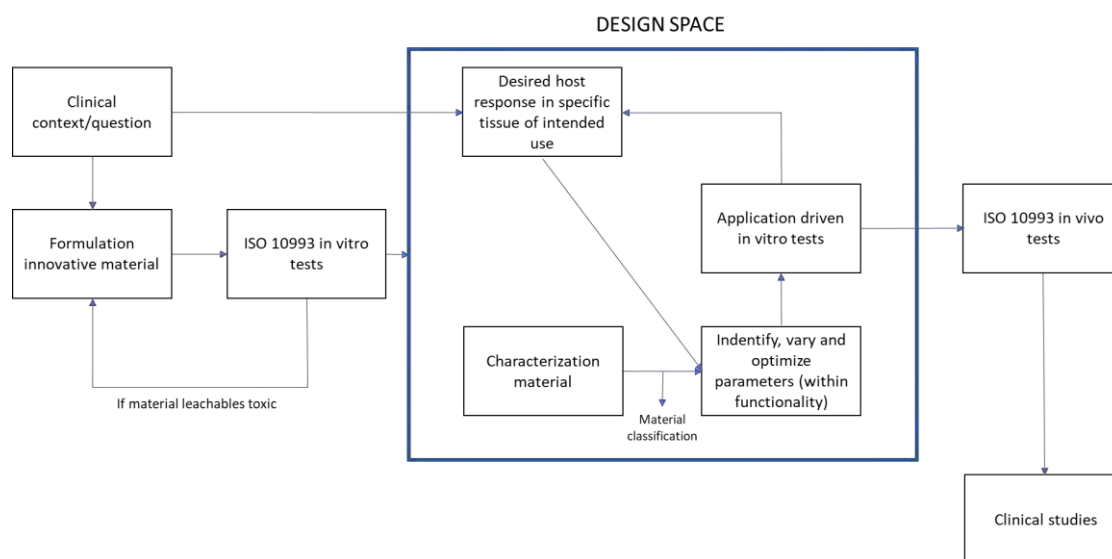 DESIGN SPACE
Clinical
context/question
Desired host
response in specific
tissue of intended
use
Formulation
innovative material
ISO 10993 in vitro
tests
Application driven
in vitro tests
ISO 10993 in vivo
tests
Characterization
material
Indentify, vary and
optimize
parameters (within
functionality)
If material leachables toxic
Material
classification
Clinical studies